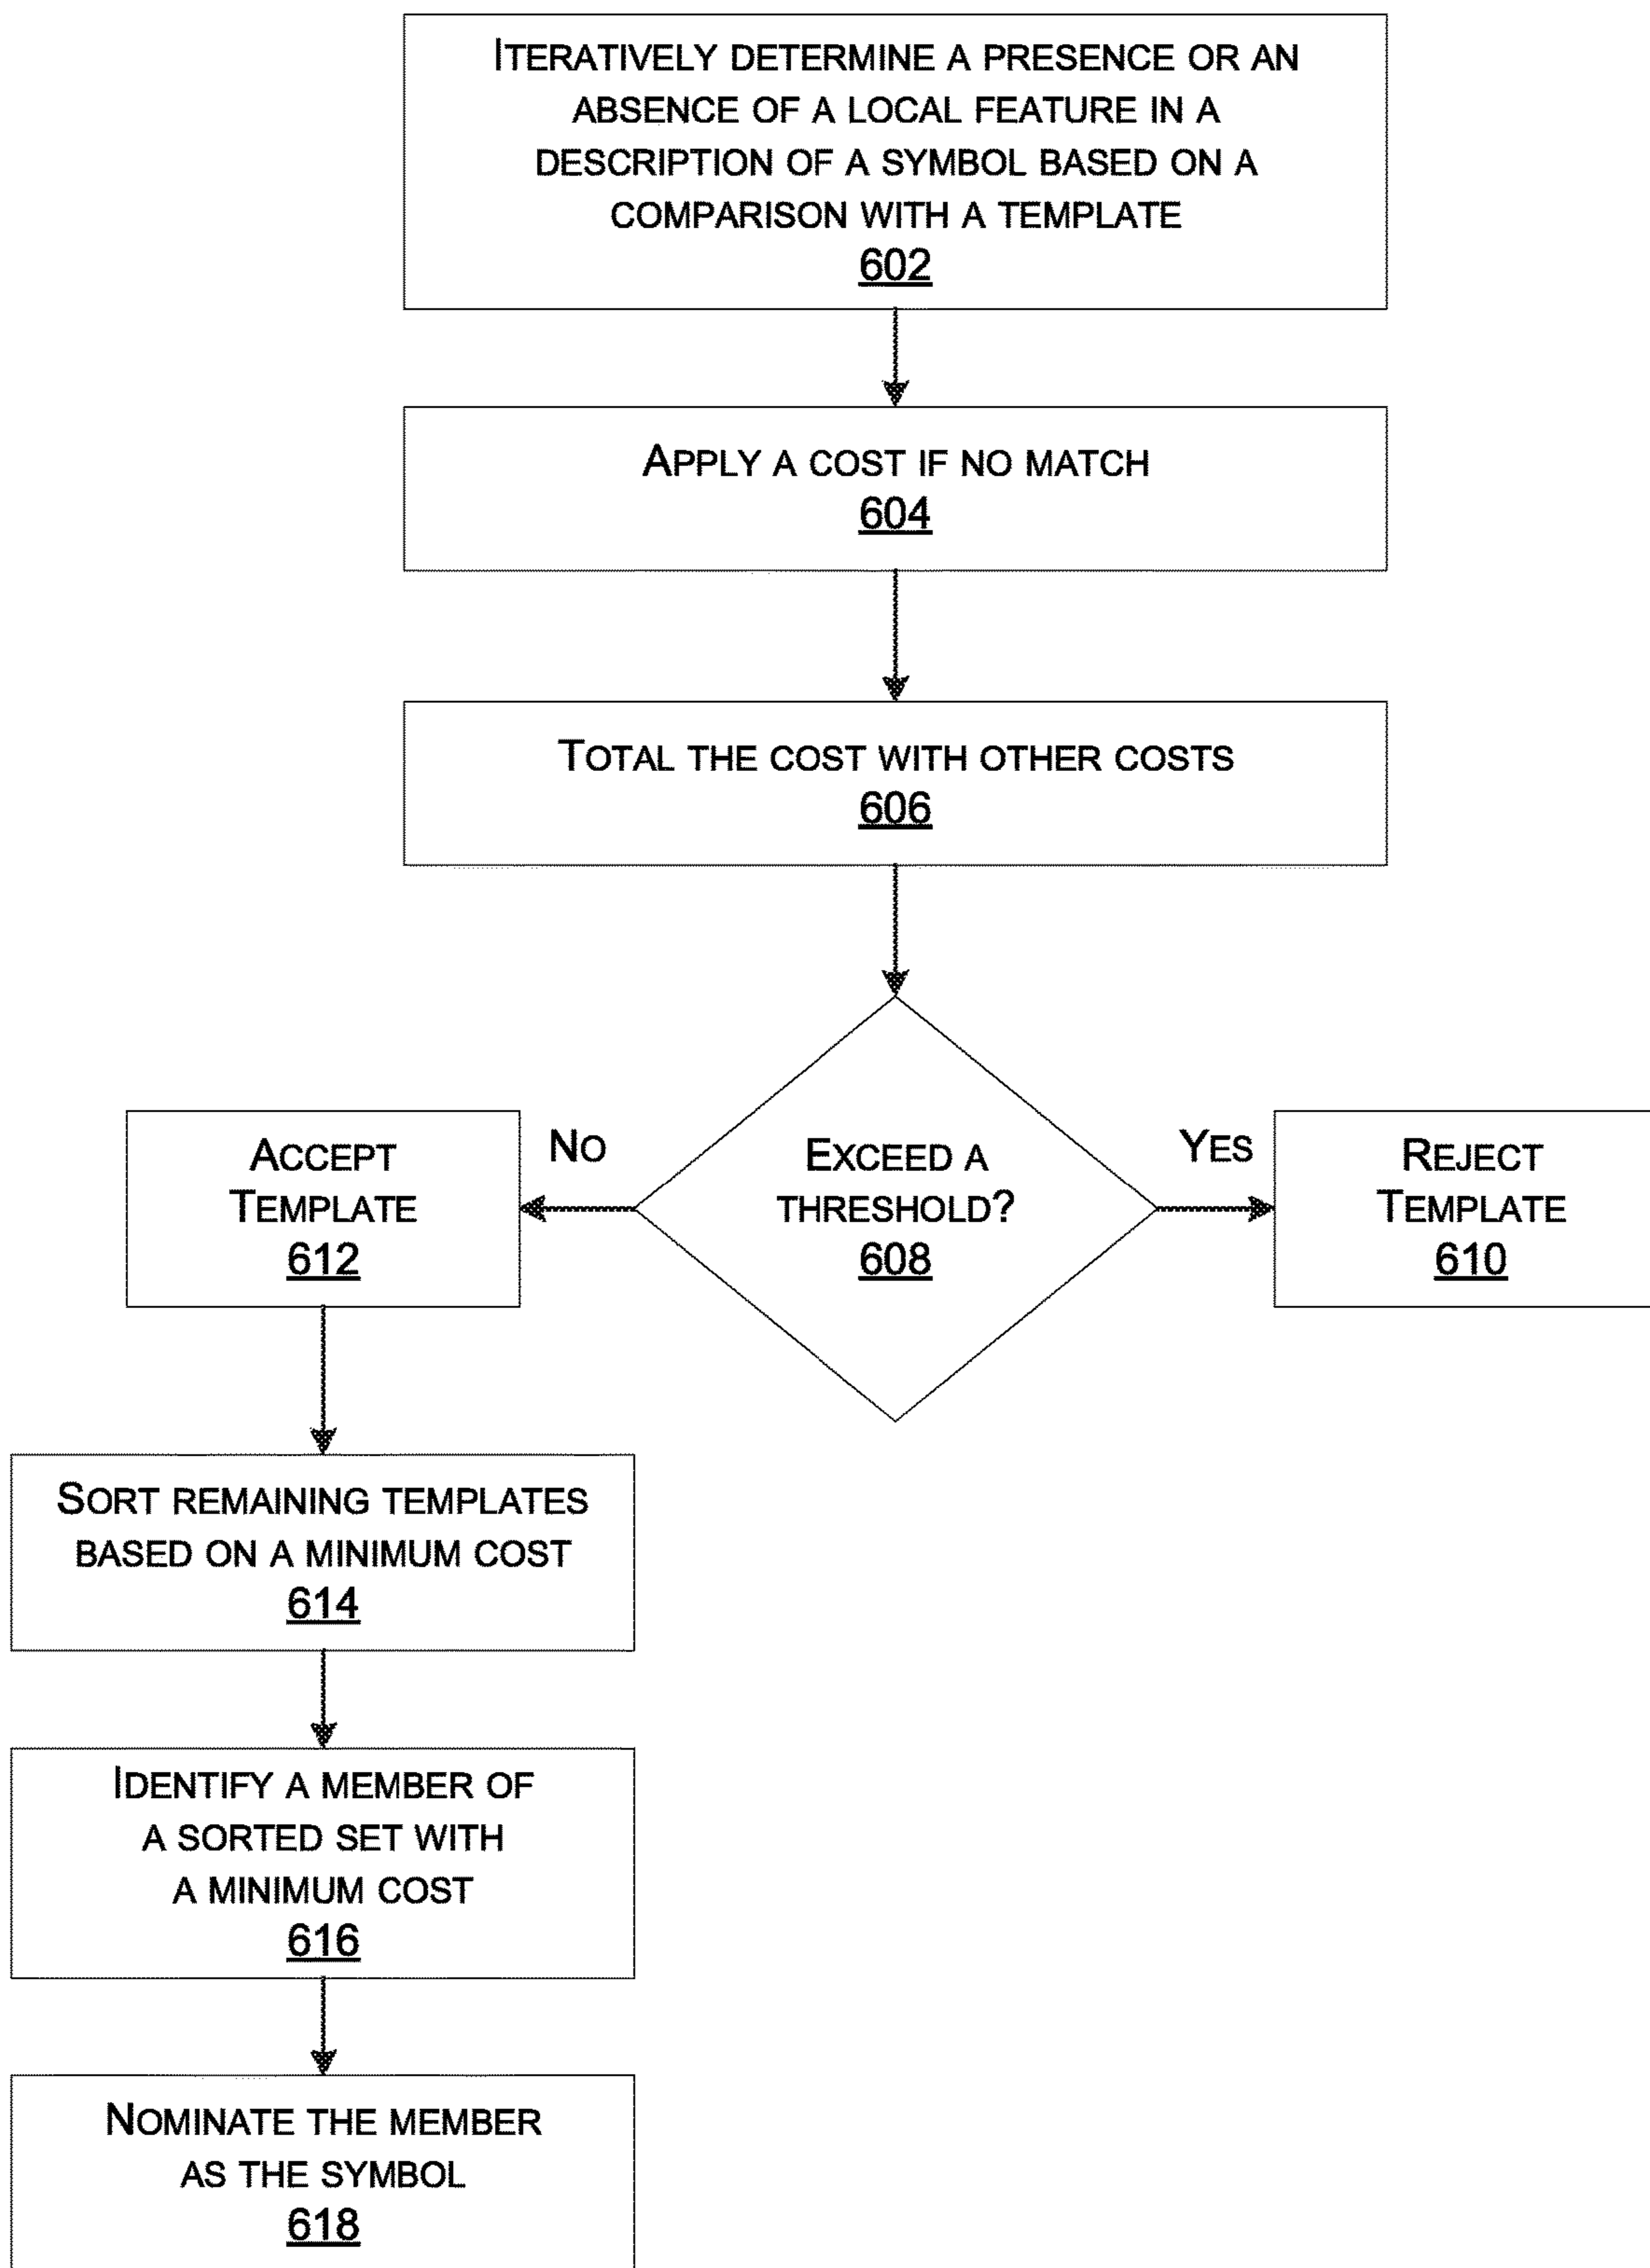 ITERATIVELY DETERMINE A PRESENCE OR AN
ABSENCE OF A LOCAL FEATURE IN A
DESCRIPTION OF A SYMBOL BASED ON A
COMPARISON WITH A TEMPLATE
602
APPLY A COST IF NO MATCH
604
TOTAL THE COST WITH OTHER COSTS
606
ACCEPT
TEMPLATE
612
NO
EXCEED A
THRESHOLD?
608
YES
REJECT
TEMPLATE
610
SORT REMAINING TEMPLATES
BASED ON A MINIMUM COST
614
IDENTIFY A MEMBER OF
A SORTED SET WITH
A MINIMUM COST
616
NOMINATE THE MEMBER
AS THE SYMBOL
618